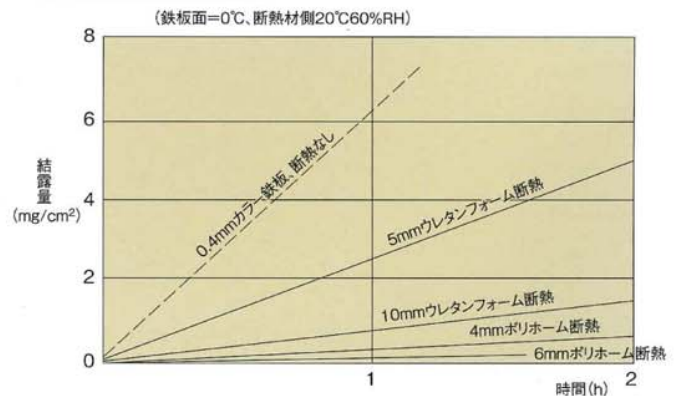 (鉄板面=0℃、断熱材側20℃60%RH)
8
6
4
2
0
結露量
(mg/cm²)
0.4mmカラー鉄板、断熱なし
5mmウレタンフォーム断熱
10mmウレタンフォーム断熱
4mmポリホーム断熱
6mmポリホーム断熱
1
2
時間(h)